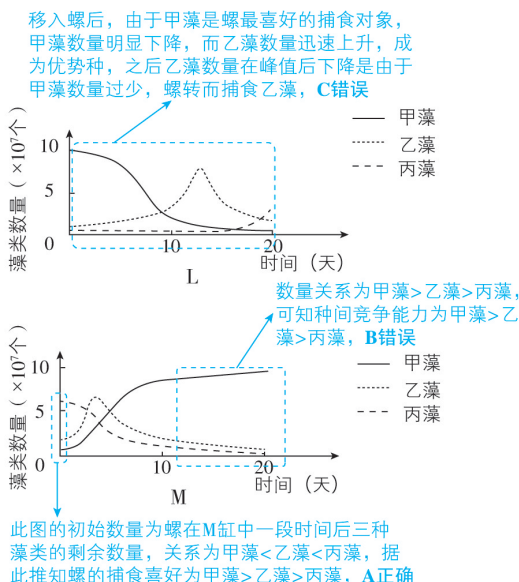 移入螺后，由于甲藻是螺最喜好的捕食对象，
甲藻数量明显下降，而乙藻数量迅速上升，成
为优势种，之后乙藻数量在峰值后下降是由于
甲藻数量过少，螺转而捕食乙藻，C错误
藻类数量（×10⁷个）
10
5
0
10
20
时间（天）
L
甲藻
乙藻
丙藻
数量关系为甲藻>乙藻>丙藻，
可知种间竞争能力为甲藻>乙
藻>丙藻，B错误
藻类数量（×10⁷个）
10
5
0
10
20
时间（天）
M
甲藻
乙藻
丙藻
此图的初始数量为螺在M缸中一段时间后三种
藻类的剩余数量，关系为甲藻<乙藻<丙藻，据
此推知螺的捕食喜好为甲藻>乙藻>丙藻，A正确